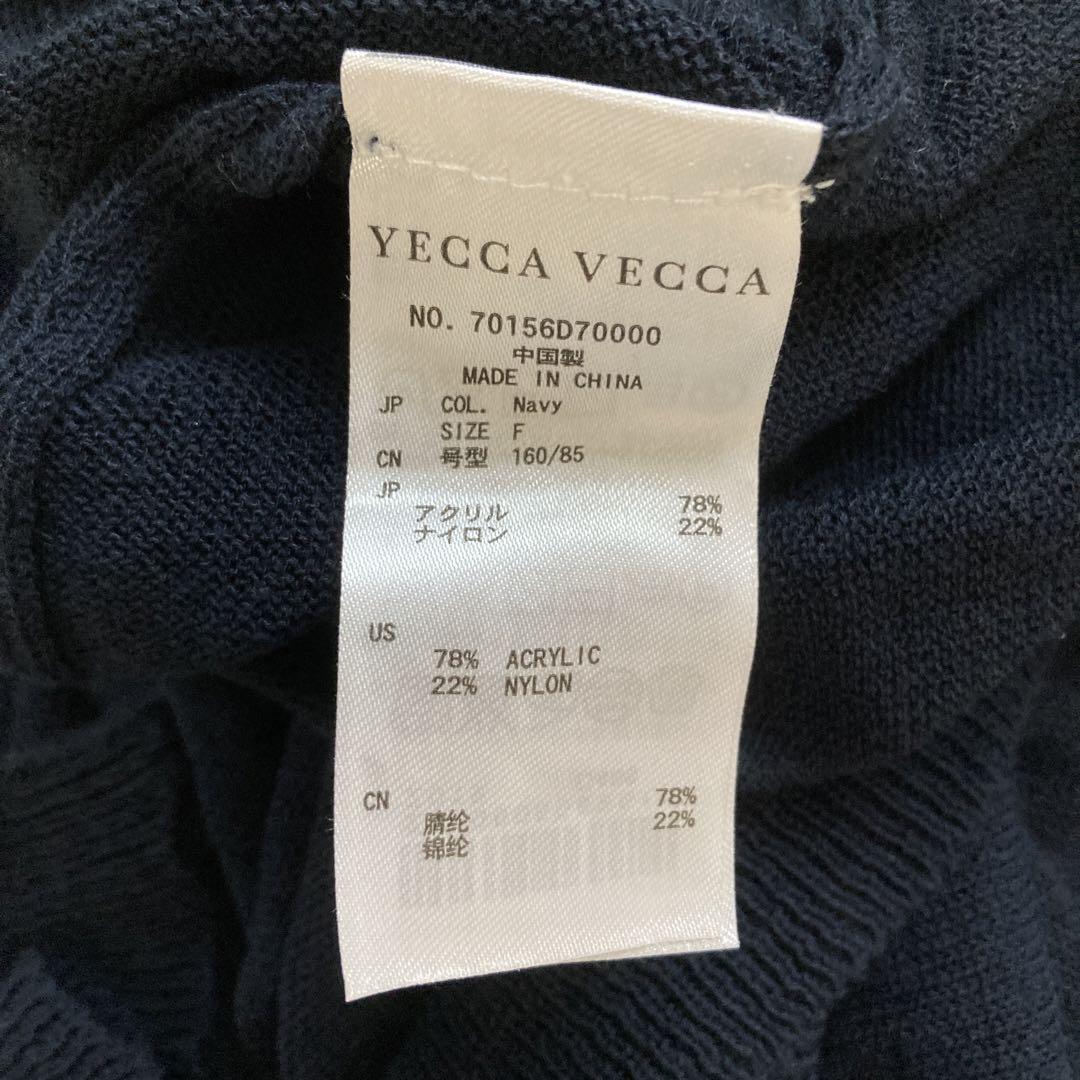 YECCA VECCA
NO. 70156D70000
中国製
MADE IN CHINA
JP COL. Navy
SIZE F
CN 号型 160/85
JP
アクリル 78%
ナイロン 22%
US
78% ACRYLIC
22% NYLON
CN
腈纶 78%
锦纶 22%